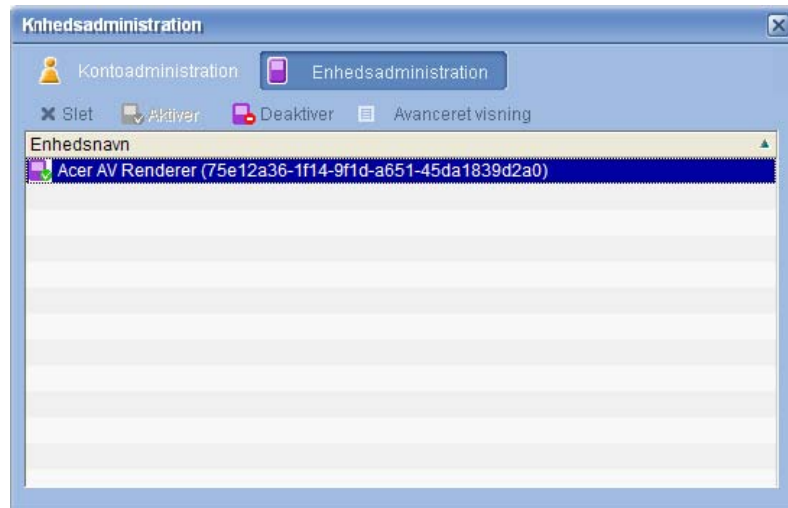 Knhedsadministration
Kontoadministration Enhedsadministration
Slet Aktiver Deaktiver Avanceret visning
Enhedsnavn
Acer AV Renderer (75e12a36-1f14-9f1d-a651-45da1839d2a0)